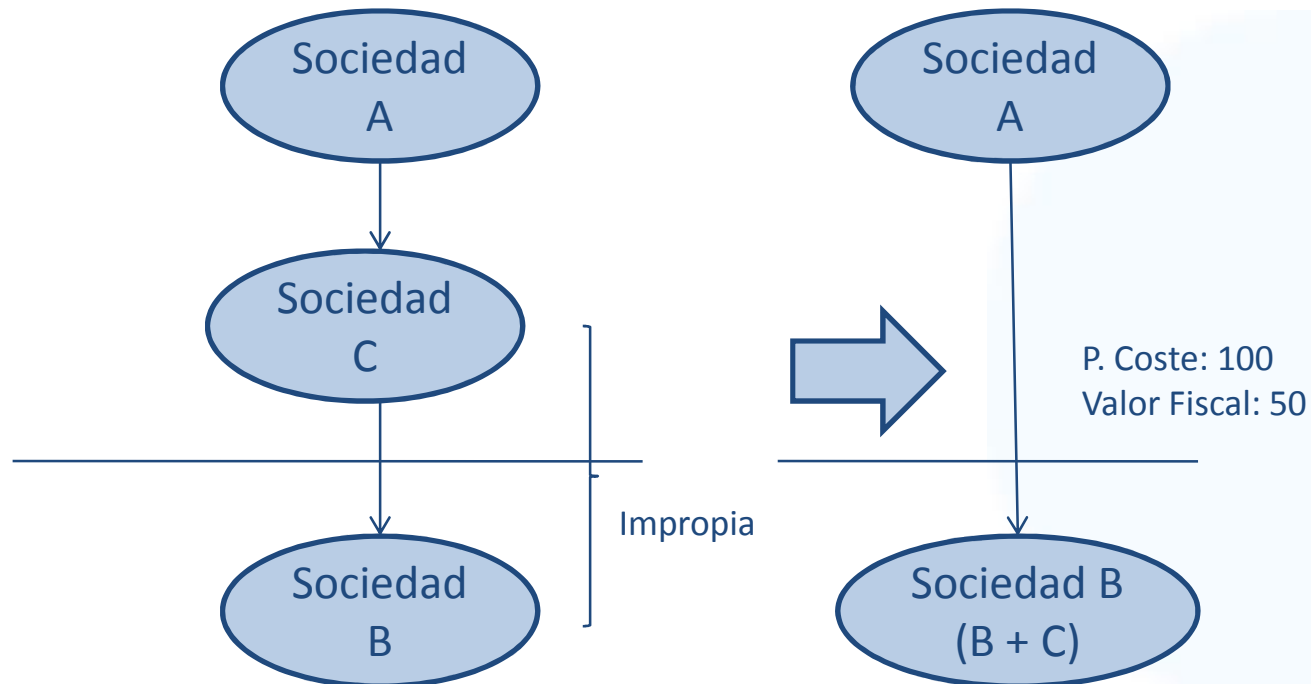 Sociedad
A
Sociedad
C
Impropia
Sociedad
B
Sociedad
A
P. Coste: 100
Valor Fiscal: 50
Sociedad B
(B + C)